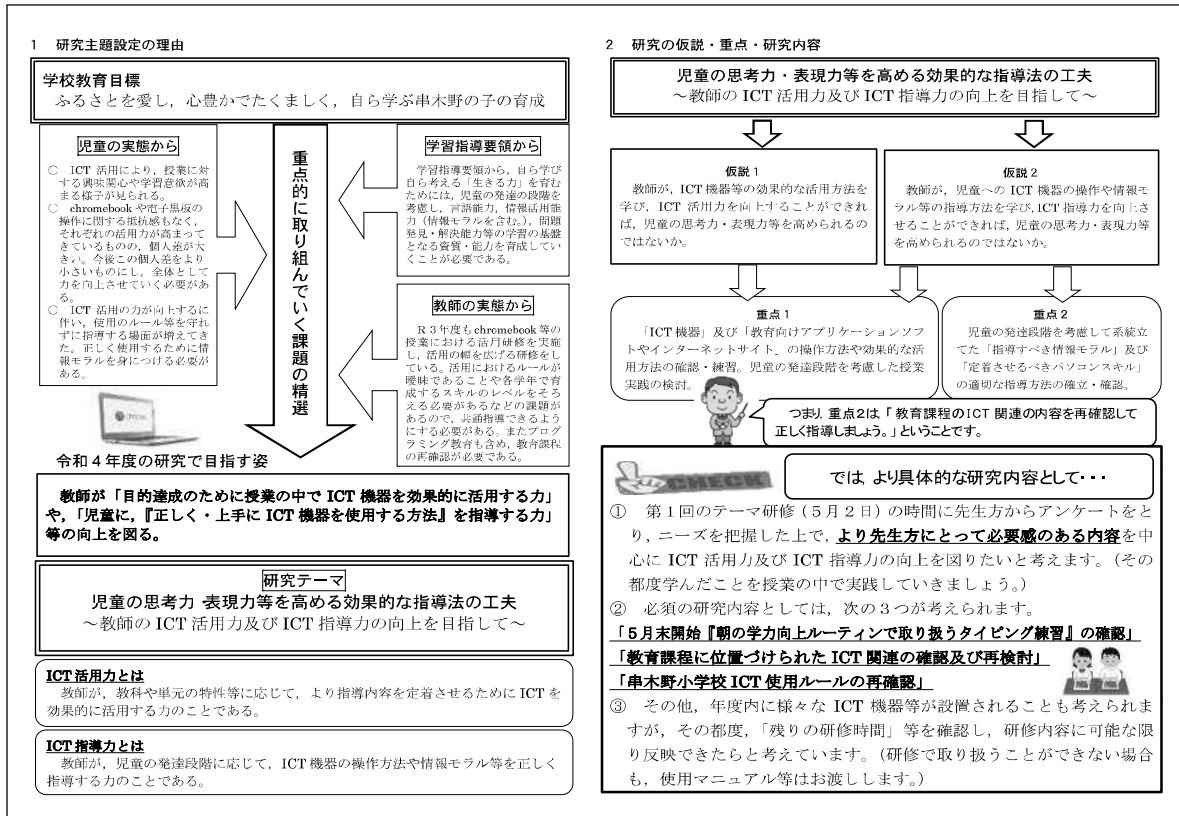 1 研究主題設定の理由
学校教育目標
ふるさとを愛し，心豊かでたくましく，自ら学ぶ串木野の子の育成
児童の実態から
○ ICT 活用により，授業に対
する興味関心や学習意欲が高
まる様子が見られる。
○ chromebook や電子黒板の
操作に関する抵抗感もなく，
それぞれの活用力が高まって
きているものの，個人差が大
きい。今後この個人差をより
小さいものにし，全体として
力を向上させていく必要があ
る。
○ ICT 活用の力が向上するに
伴い，使用のルール等を守れ
ずに指導する場面が増えてき
た。正しく使用するために情
報モラルを身につける必要が
ある。
重点的に取り組んでいく課題の精選
学習指導要領から
学習指導要領から，自ら学び
自ら考える「生きる力」を育む
ためには，児童の発達の段階を
考慮し，言語能力，情報活用能
力（情報モラルを含む。），問題
発見・解決能力等の学習の基盤
となる資質・能力を育成してい
くことが必要である。
教師の実態から
Ｒ３年度もchromebook 等の
授業における活用研修を実施
し，活用の幅を広げる研修をし
ている。活用におけるルールが
曖昧であることや各学年で育
成するスキルのレベルをそろ
える必要があるなどの課題が
あるので，共通指導できるよう
にする必要がある。またプログ
ラミング教育も含め，教育課程
の再確認が必要である。
令和４年度の研究で目指す姿
教師が「目的達成のために授業の中で ICT 機器を効果的に活用する力」
や，「児童に，『正しく・上手に ICT 機器を使用する方法』を指導する力」
等の向上を図る。
研究テーマ
児童の思考力・表現力等を高める効果的な指導法の工夫
～教師の ICT 活用力及び ICT 指導力の向上を目指して～
ICT 活用力とは
教師が，教科や単元の特性等に応じて，より指導内容を定着させるために ICT を
効果的に活用する力のことである。
ICT 指導力とは
教師が，児童の発達段階に応じて，ICT 機器の操作方法や情報モラル等を正しく
指導する力のことである。
2 研究の仮説・重点・研究内容
児童の思考力・表現力等を高める効果的な指導法の工夫
～教師の ICT 活用力及び ICT 指導力の向上を目指して～
仮説１
教師が，ICT 機器等の効果的な活用方法を
学び，ICT 活用力を向上することができれ
ば，児童の思考力・表現力等を高められるの
ではないか。
仮説２
教師が，児童への ICT 機器の操作や情報モ
ラル等の指導方法を学び，ICT 指導力を向上さ
せることができれば，児童の思考力・表現力等
を高められるのではないか。
重点１
「ICT 機器」及び「教育向けアプリケーションソフ
トやインターネットサイト」の操作方法や効果的な活
用方法の確認・練習。児童の発達段階を考慮した授業
実践の検討。
重点２
児童の発達段階を考慮して系統立
てた「指導すべき情報モラル」及び
「定着させるべきパソコンスキル」
の適切な指導方法の確立・確認。
つまり，重点２は「教育課程のICT 関連の内容を再確認して
正しく指導しましょう。」ということです。
CHECK
では，より具体的な研究内容として・・・
① 第１回のテーマ研修（５月２日）の時間に先生方からアンケートをと
り，ニーズを把握した上で，より先生方にとって必要感のある内容を中
心に ICT 活用力及び ICT 指導力の向上を図りたいと考えます。（その
都度学んだことを授業の中で実践していきましょう。）
② 必須の研究内容としては，次の３つが考えられます。
「５月末開始『朝の学力向上ルーティンで取り扱うタイピング練習』の確認」
「教育課程に位置づけられた ICT 関連の確認及び再検討」
「串木野小学校 ICT 使用ルールの再確認」
③ その他，年度内に様々な ICT 機器等が設置されることも考えられま
すが，その都度，「残りの研修時間」等を確認し，研修内容に可能な限
り反映できたらと考えています。（研修で取り扱うことができない場合
も，使用マニュアル等はお渡しします。）